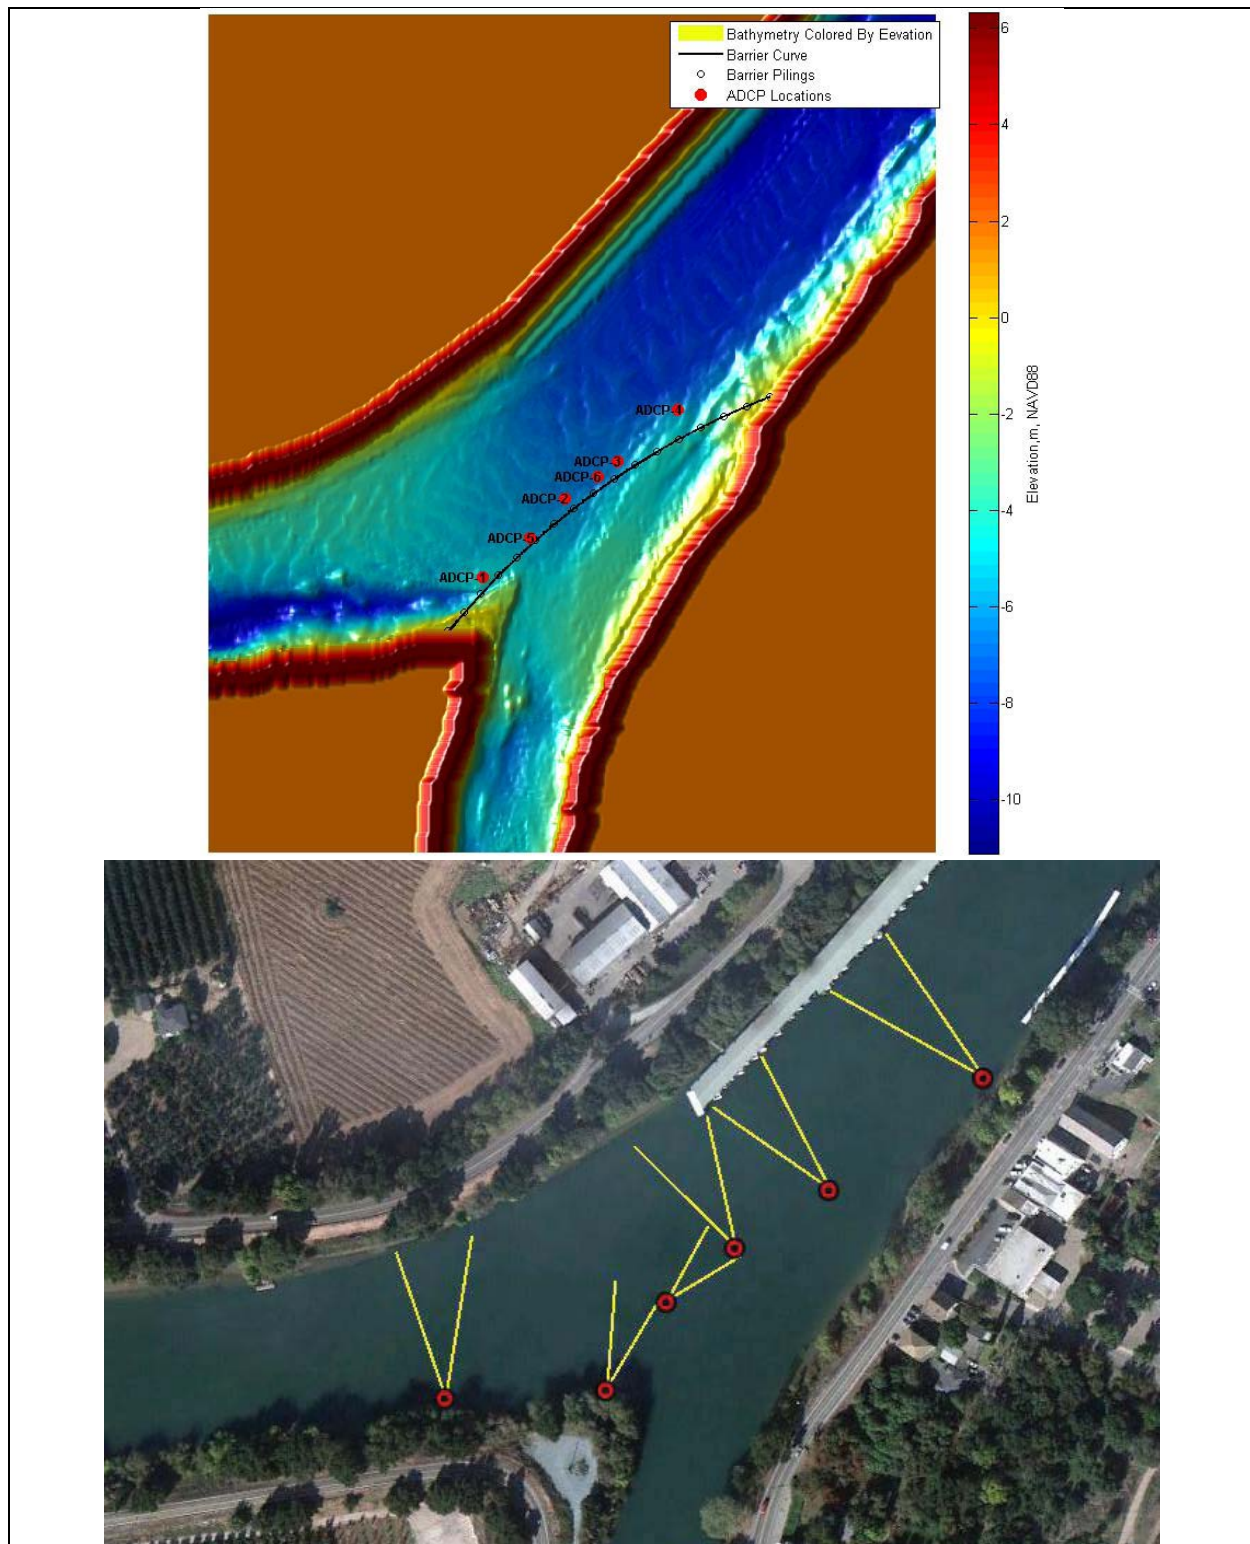 Bathymetry Colored By Eevation
Barrier Curve
Barrier Pilings
ADCP Locations
6
4
2
0
-2
-4
-6
-8
-10
Elevation,m, NAVD88
ADCP-4
ADCP-3
ADCP-6
ADCP-2
ADCP-5
ADCP-1